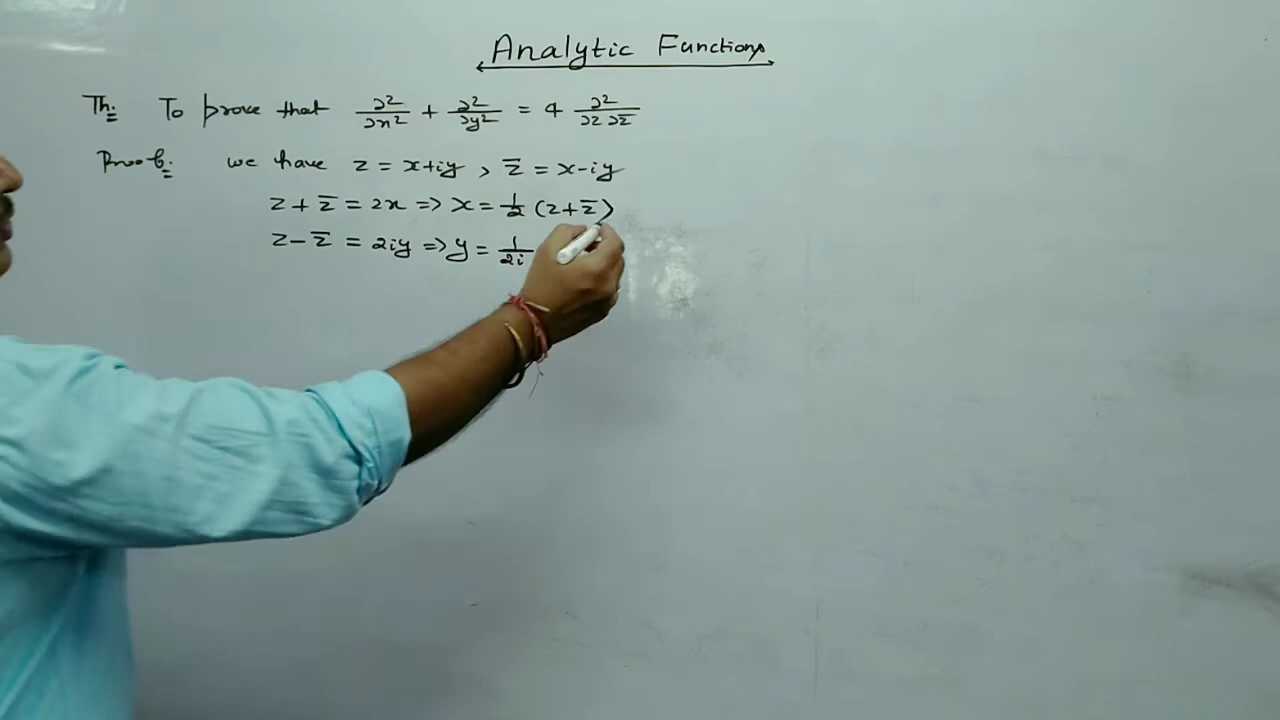 Analytic Functions
Th: To prove that ∂²/∂x² + ∂²/∂y² = 4 ∂²/∂z ∂z̄
Proof: we have z = x+iy, z̄ = x-iy
z + z̄ = 2x => x = 1/2 (z+z̄)
z - z̄ = 2iy => y = 1/2i